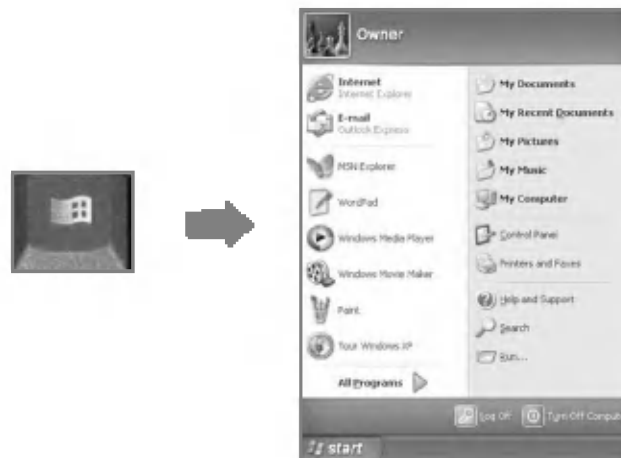 Owner
Internet
Internet Explorer
E-mail
Outlook Express
MSN Explorer
WordPad
Windows Media Player
Windows Movie Maker
Paint
Tour Windows XP
All Programs
My Documents
My Recent Documents
My Pictures
My Music
My Computer
Control Panel
Printers and Faxes
Help and Support
Search
Run...
Log Off
Turn Off Comput
start